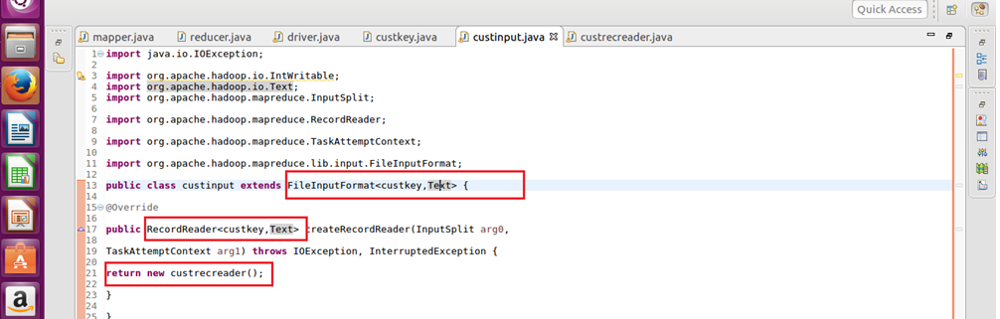 Quick Access
mapper.java reducer.java driver.java custkey.java custinput.java custrecreader.java
1 import java.io.IOException;
2
3 import org.apache.hadoop.io.IntWritable;
4 import org.apache.hadoop.io.Text;
5 import org.apache.hadoop.mapreduce.InputSplit;
6
7 import org.apache.hadoop.mapreduce.RecordReader;
8
9 import org.apache.hadoop.mapreduce.TaskAttemptContext;
10
11 import org.apache.hadoop.mapreduce.lib.input.FileInputFormat;
12
13 public class custinput extends FileInputFormat<custkey,Text> {
14
15 @Override
16
17 public RecordReader<custkey,Text> createRecordReader(InputSplit arg0,
18
19 TaskAttemptContext arg1) throws IOException, InterruptedException {
20
21 return new custrecreader();
22
23 }
24
25 }